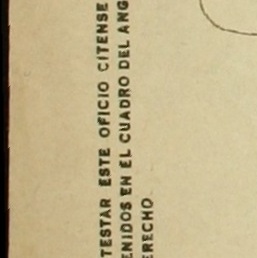 TESTAR ESTE OFICIO CITENSE
ENIDOS EN EL CUADRO DEL ANG
ERECHO